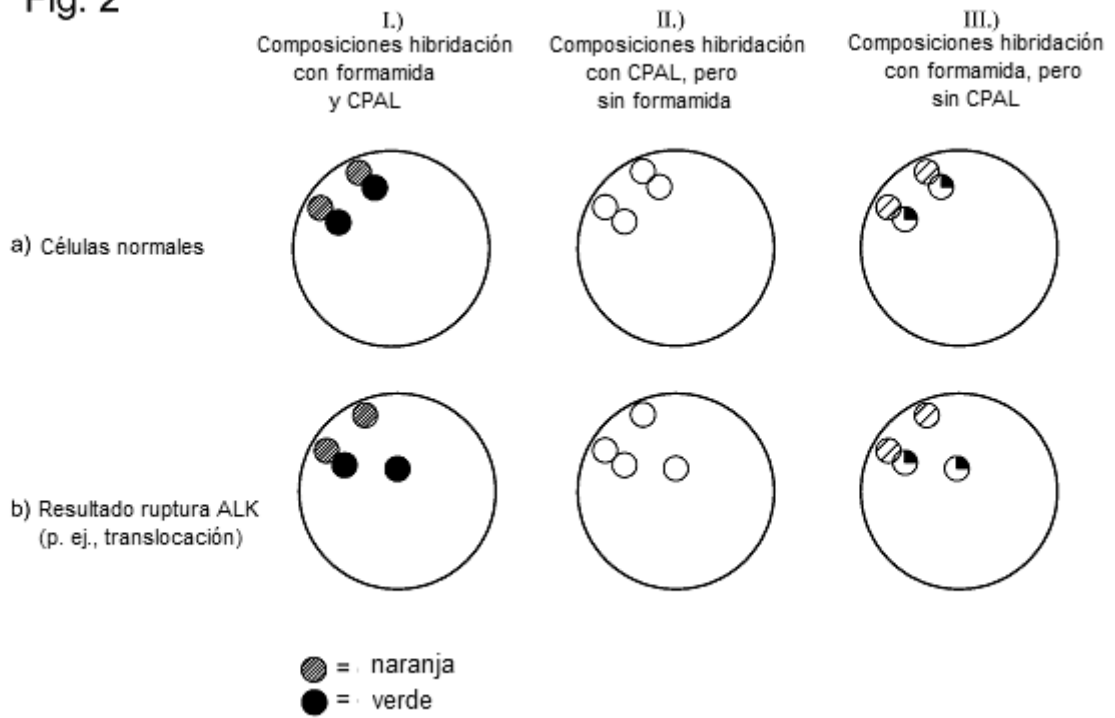 Fig. 2
I.)
Composiciones hibridación
con formamida
y CPAL
II.)
Composiciones hibridación
con CPAL, pero
sin formamida
III.)
Composiciones hibridación
con formamida, pero
sin CPAL
a) Células normales
b) Resultado ruptura ALK
(p. ej., translocación)
= naranja
= verde